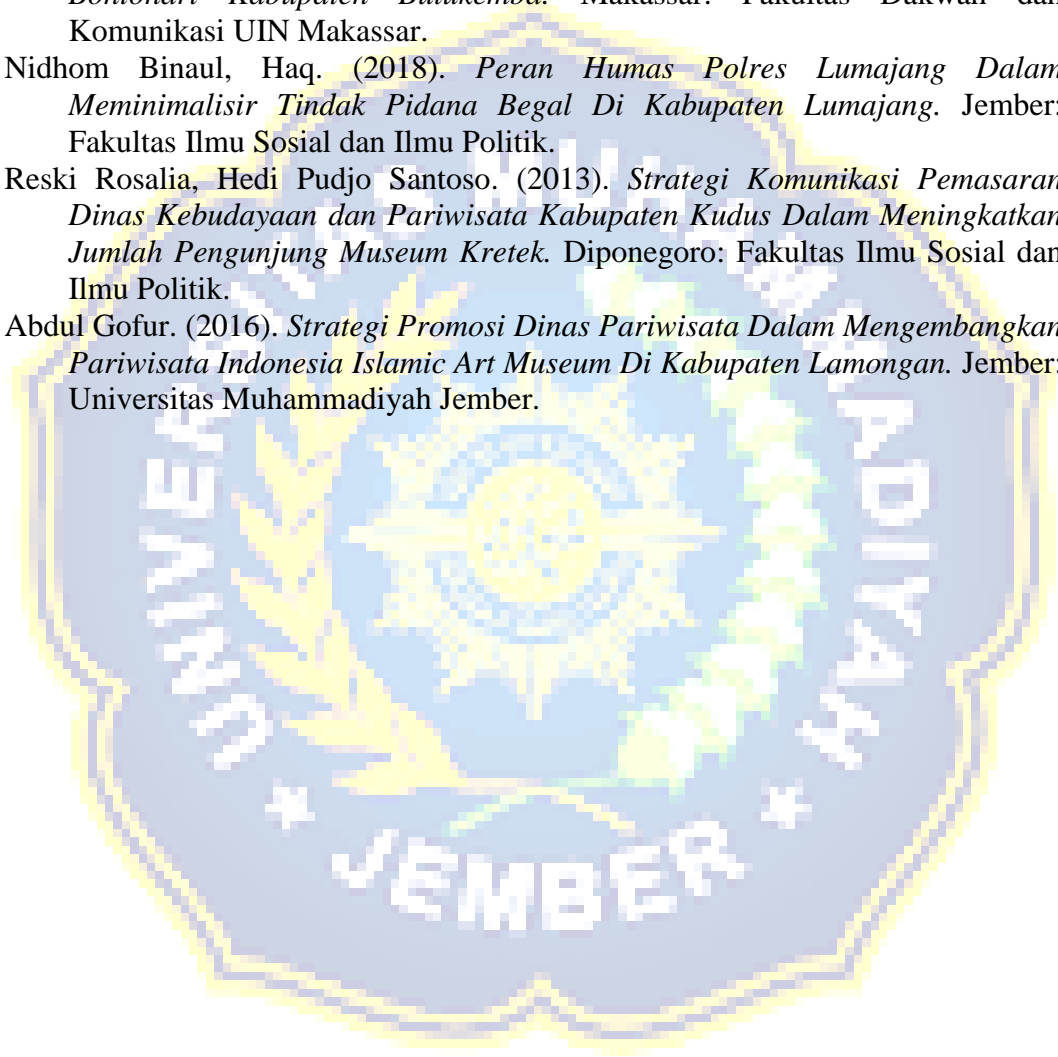 Bontohari Kabupaten Bulukemba. Makassar: Fakultas Dakwah dan
Komunikasi UIN Makassar.
Nidhom Binaul, Haq. (2018). Peran Humas Polres Lumajang Dalam
Meminimalisir Tindak Pidana Begal Di Kabupaten Lumajang. Jember:
Fakultas Ilmu Sosial dan Ilmu Politik.
Reski Rosalia, Hedi Pudjo Santoso. (2013). Strategi Komunikasi Pemasaran
Dinas Kebudayaan dan Pariwisata Kabupaten Kudus Dalam Meningkatkan
Jumlah Pengunjung Museum Kretek. Diponegoro: Fakultas Ilmu Sosial dan
Ilmu Politik.
Abdul Gofur. (2016). Strategi Promosi Dinas Pariwisata Dalam Mengembangkan
Pariwisata Indonesia Islamic Art Museum Di Kabupaten Lamongan. Jember:
Universitas Muhammadiyah Jember.
UNIVERSITAS MUHAMMADIYAH
JEMBER